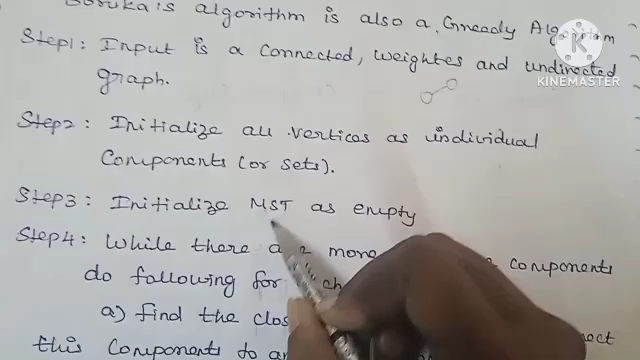 Boruka's algorithm is also a Greedy Algorithm
Step1: Input is a connected, weightes and undirected
graph.
Step2: Initialize all vertices as individual
Components (or sets).
Step3: Initialize MST as empty
Step4: While there are more components
do following for
a) find the clos
this Components to
KINEMASTER